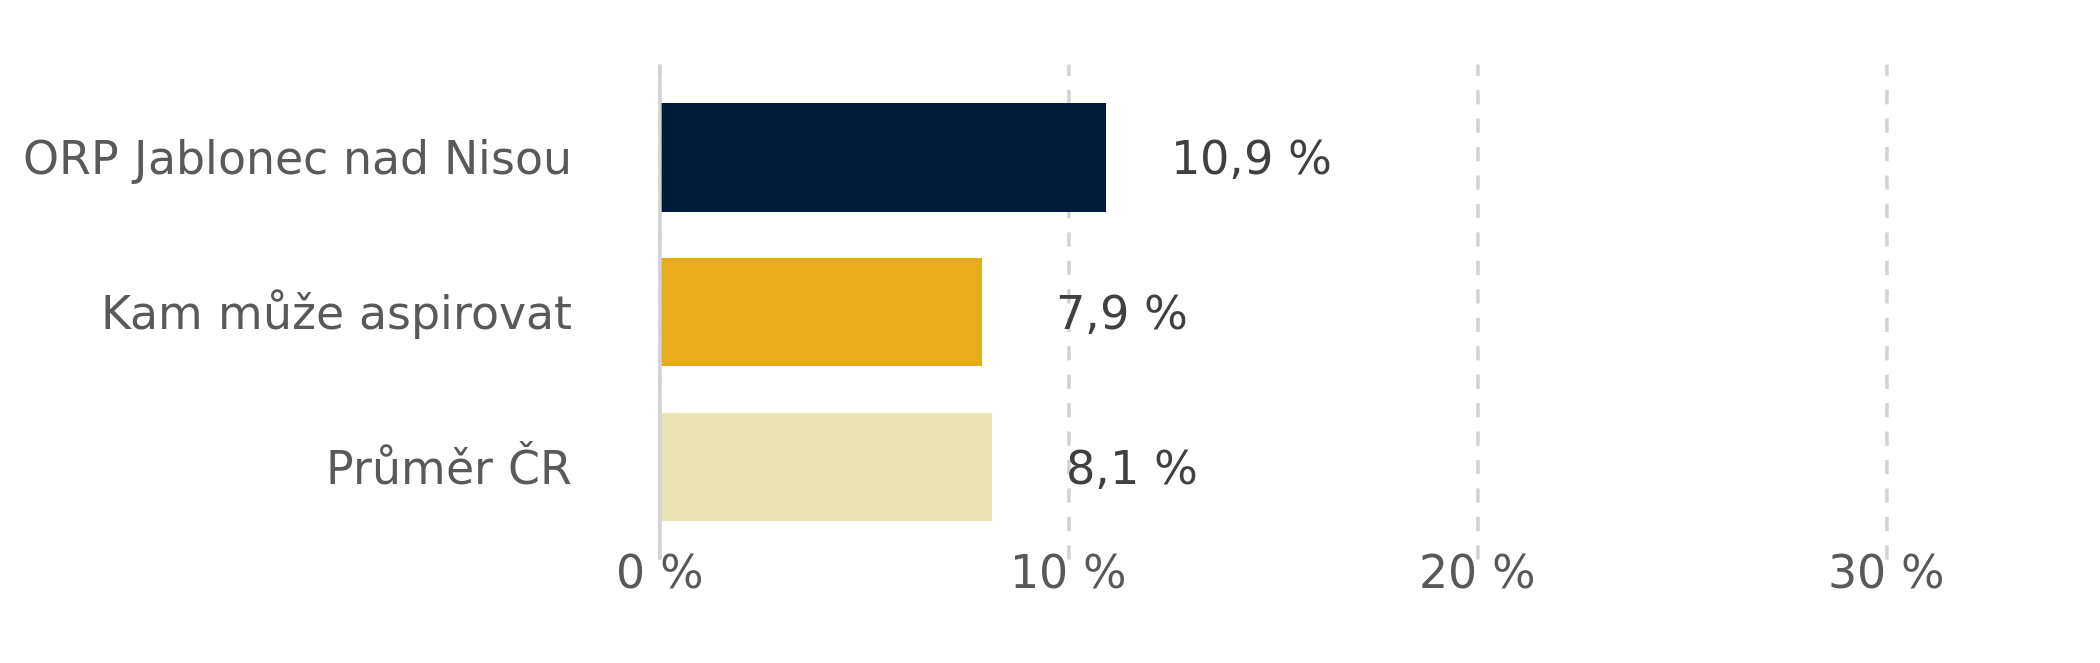 ORP Jablonec nad Nisou 10,9 %
Kam může aspirovat 7,9 %
Průměr ČR 8,1 %
0 % 10 % 20 % 30 %